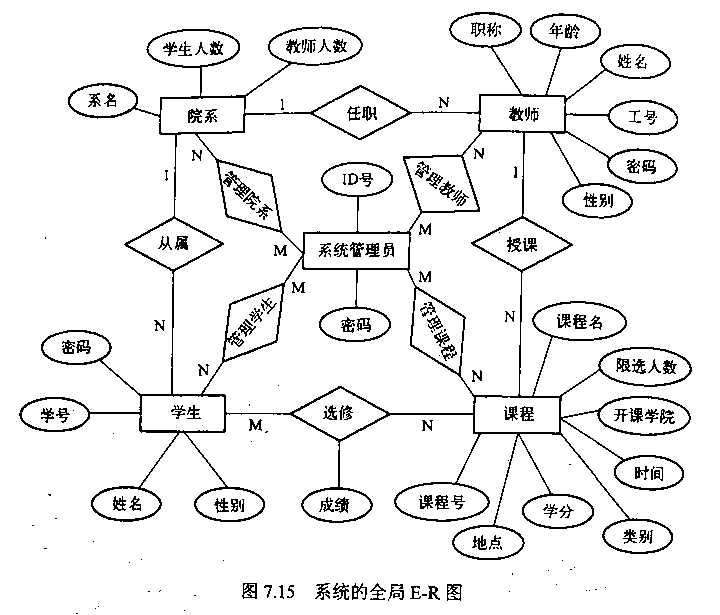 职称
年龄
学生人数
教师人数
姓名
系名
院系
1
任职
N
教师
工号
密码
性别
N
管理院系
ID号
管理教师
N
1
1
从属
M
系统管理员
M
授课
M
M
N
管理学生
密码
管理课程
N
课程名
密码
N
N
限选人数
学号
学生
M
选修
N
课程
开课学院
时间
姓名
性别
成绩
课程号
地点
学分
类别
图 7.15 系统的全局 E-R 图